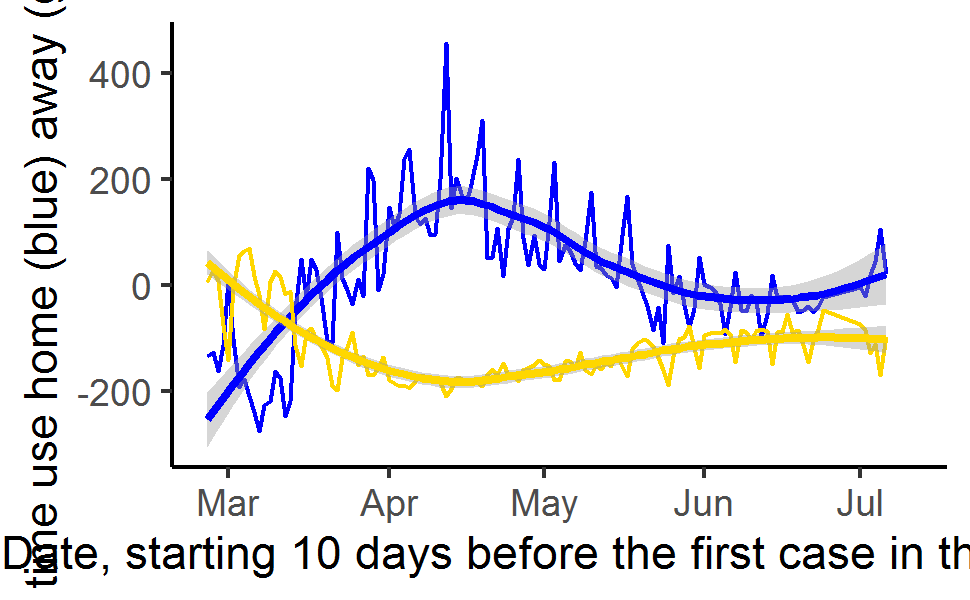 time use home (blue) away (
400
200
0
-200
Mar Apr May Jun Jul
Date, starting 10 days before the first case in th